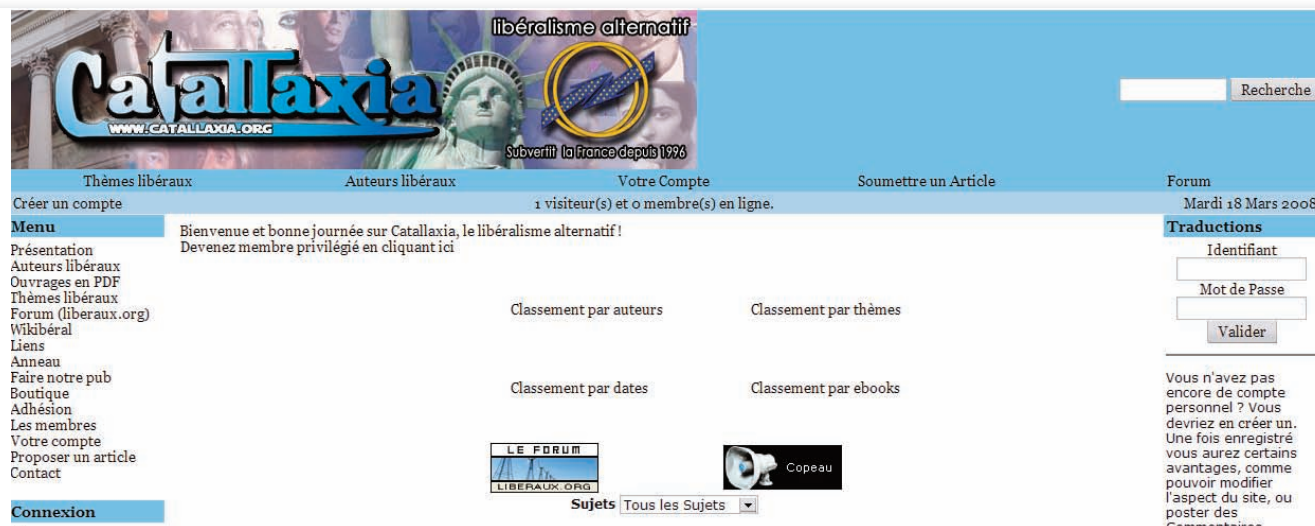 libéralisme alternatif
Catallaxia
WWW.CATALLAXIA.ORG
Subvertit la France depuis 1996
Recherche
Thèmes libéraux Auteurs libéraux Votre Compte Soumettre un Article Forum
Créer un compte 1 visiteur(s) et 0 membre(s) en ligne. Mardi 18 Mars 2008
Menu
Présentation
Auteurs libéraux
Ouvrages en PDF
Thèmes libéraux
Forum (liberaux.org)
Wikibéral
Liens
Anneau
Faire notre pub
Boutique
Adhésion
Les membres
Votre compte
Proposer un article
Contact
Connexion
Bienvenue et bonne journée sur Catallaxia, le libéralisme alternatif !
Devenez membre privilégié en cliquant ici
Classement par auteurs Classement par thèmes
Classement par dates Classement par ebooks
LE FORUM
LIBERAUX.ORG
Copeau
Sujets Tous les Sujets
Traductions
Identifiant
Mot de Passe
Valider
Vous n'avez pas
encore de compte
personnel ? Vous
devriez en créer un.
Une fois enregistré
vous aurez certains
avantages, comme
pouvoir modifier
l'aspect du site, ou
poster des
Commentaires